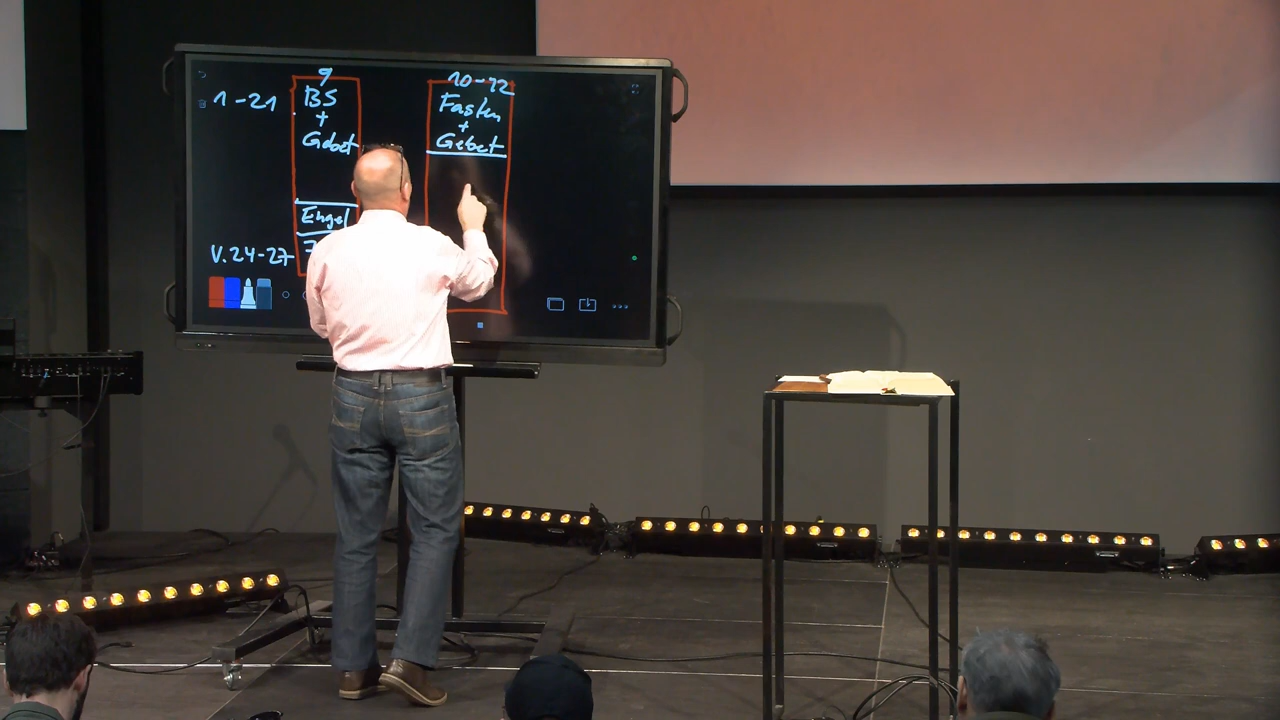 9
1-21
BS
+
Gebet
Engel
V.24-27
10-12
Fasten
+
Gebet